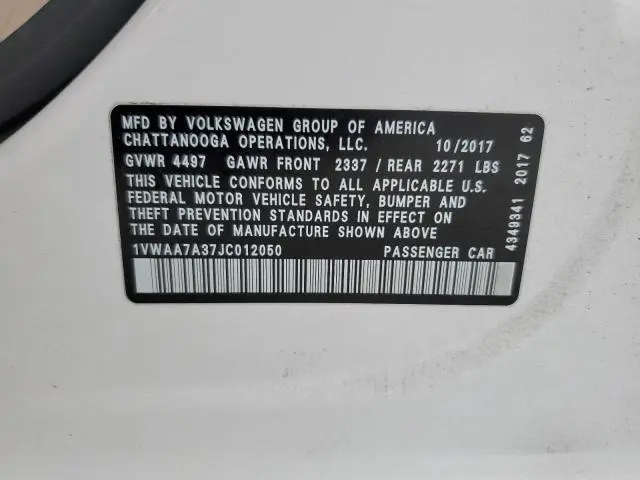 MFD BY VOLKSWAGEN GROUP OF AMERICA
CHATTANOOGA OPERATIONS, LLC. 10/2017
GVWR 4497 GAWR FRONT 2337 / REAR 2271 LBS
THIS VEHICLE CONFORMS TO ALL APPLICABLE U.S.
FEDERAL MOTOR VEHICLE SAFETY, BUMPER AND
THEFT PREVENTION STANDARDS IN EFFECT ON
THE DATE OF MANUFACTURE SHOWN ABOVE
1VWAA7A37JC012050 PASSENGER CAR
4349341 2017 62